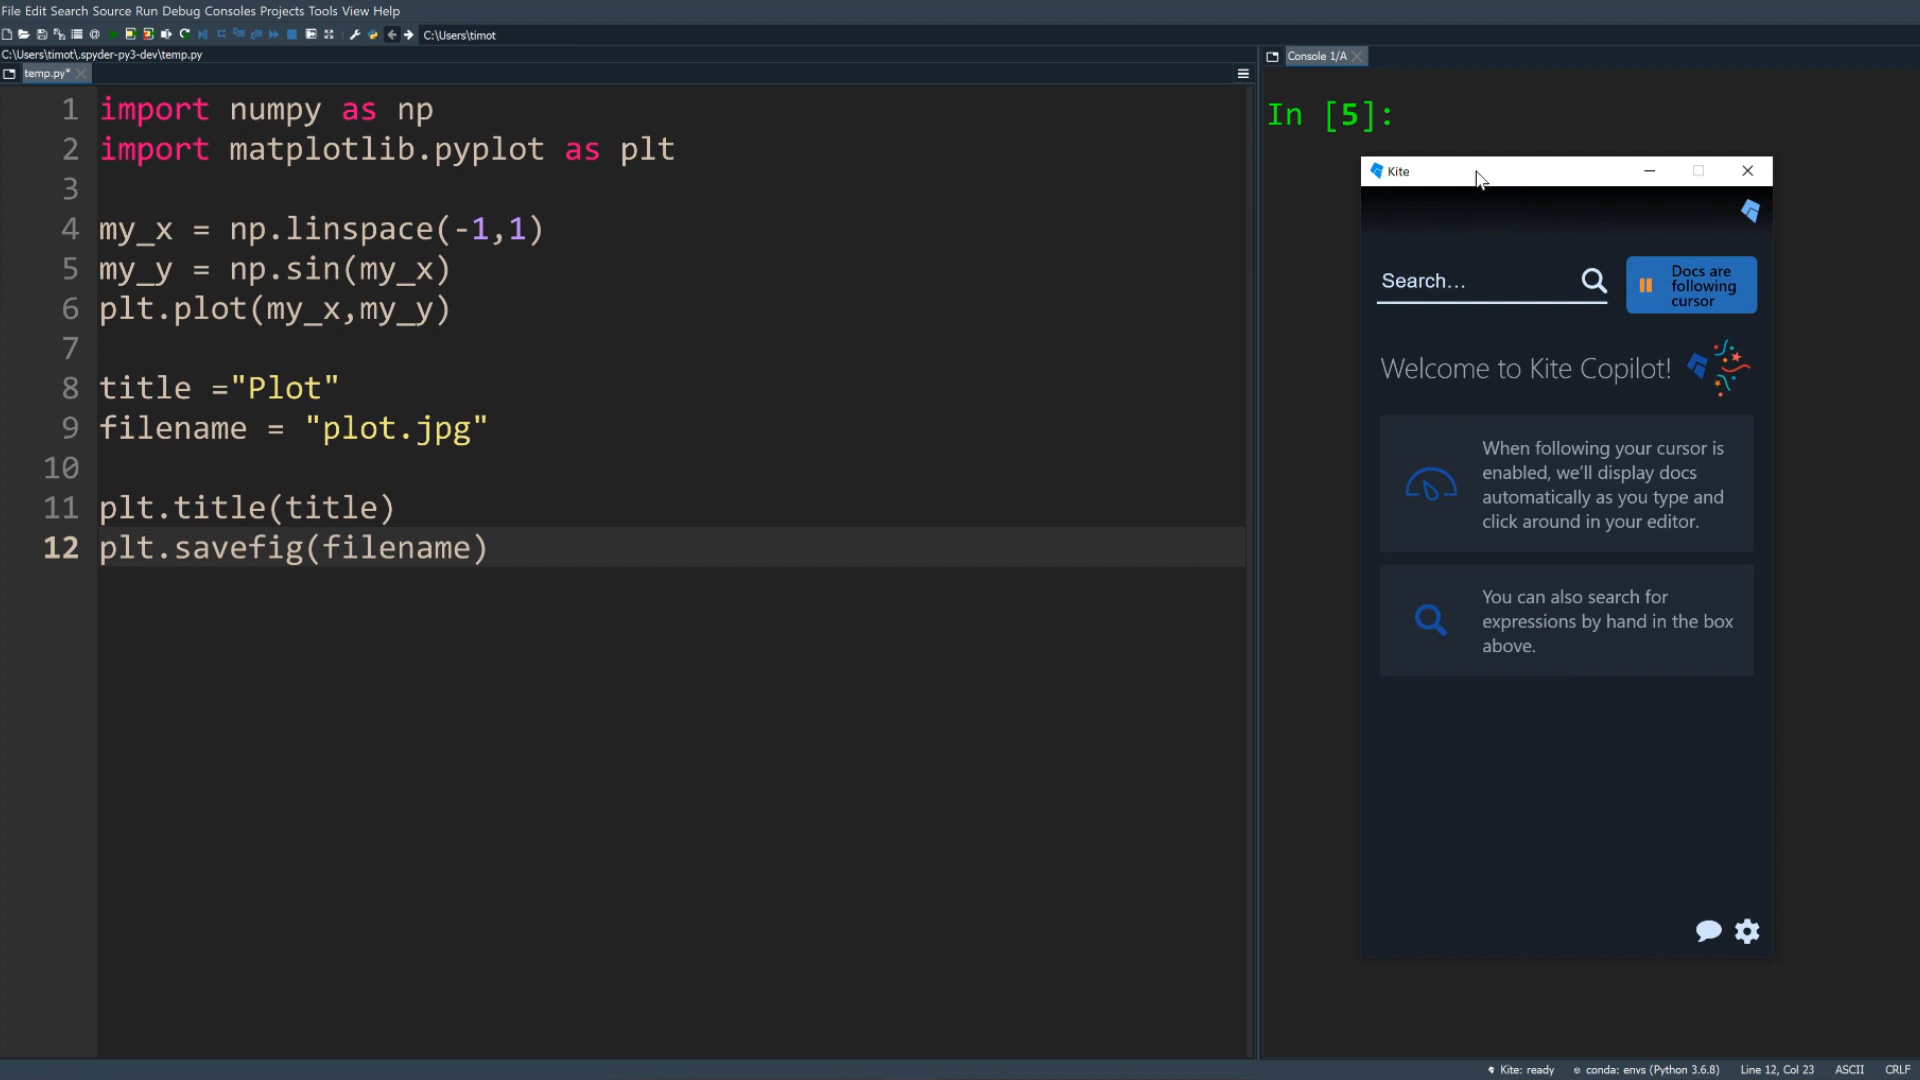 File Edit Search Source Run Debug Consoles Projects Tools View Help
C:\Users\timot
C:\Users\timot\.spyder-py3-dev\temp.py
temp.py*
1 import numpy as np
2 import matplotlib.pyplot as plt
3
4 my_x = np.linspace(-1,1)
5 my_y = np.sin(my_x)
6 plt.plot(my_x,my_y)
7
8 title ="Plot"
9 filename = "plot.jpg"
10
11 plt.title(title)
12 plt.savefig(filename)
Console 1/A
In [5]:
Kite
Search...
Docs are
following
cursor
Welcome to Kite Copilot!
When following your cursor is
enabled, we'll display docs
automatically as you type and
click around in your editor.
You can also search for
expressions by hand in the box
above.
Kite: ready
conda: envs (Python 3.6.8)
Line 12, Col 23
ASCII
CRLF